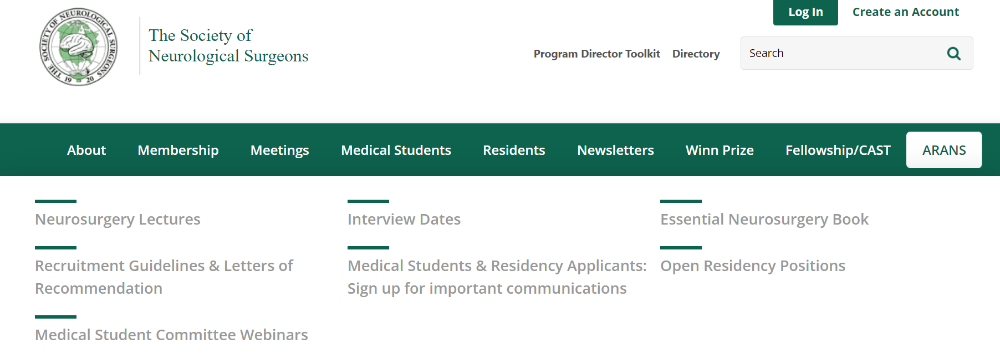 THE SOCIETY OF NEUROLOGICAL SURGEONS
19 20
The Society of
Neurological Surgeons
Log In
Create an Account
Program Director Toolkit
Directory
Search
About
Membership
Meetings
Medical Students
Residents
Newsletters
Winn Prize
Fellowship/CAST
ARANS
Neurosurgery Lectures
Interview Dates
Essential Neurosurgery Book
Recruitment Guidelines & Letters of
Recommendation
Medical Students & Residency Applicants:
Sign up for important communications
Open Residency Positions
Medical Student Committee Webinars